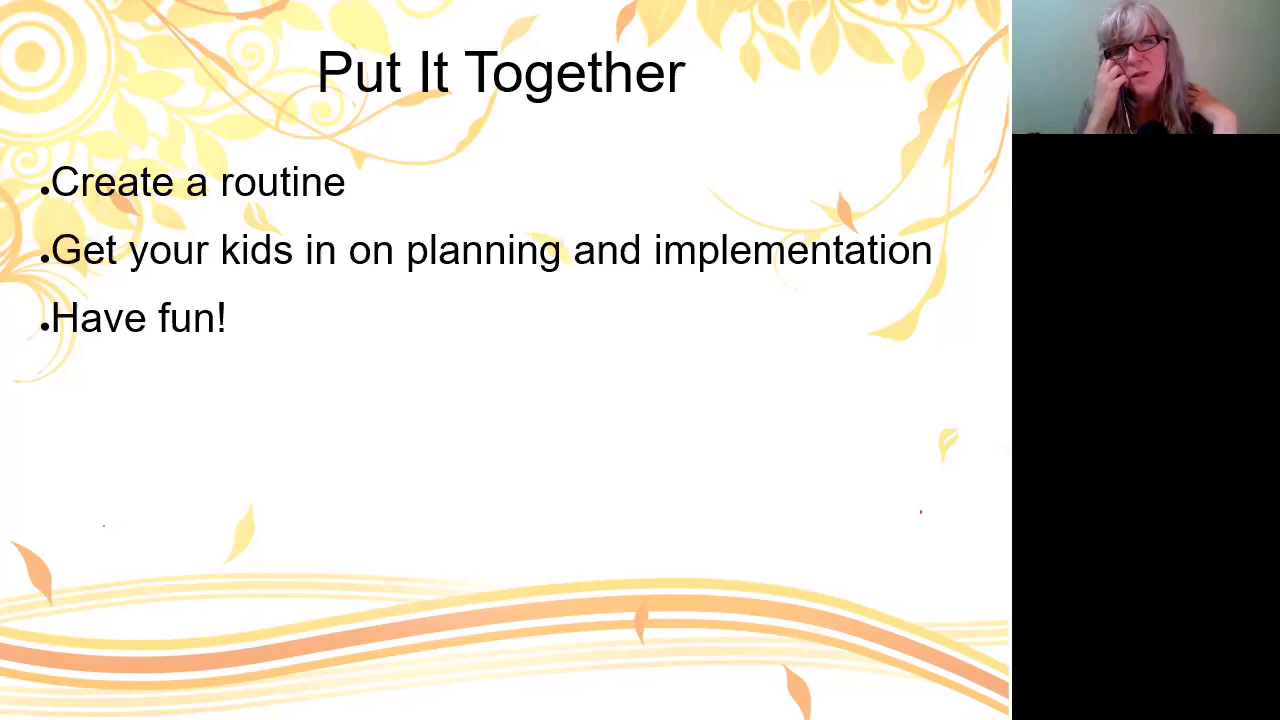 Put It Together
●Create a routine
●Get your kids in on planning and implementation
●Have fun!